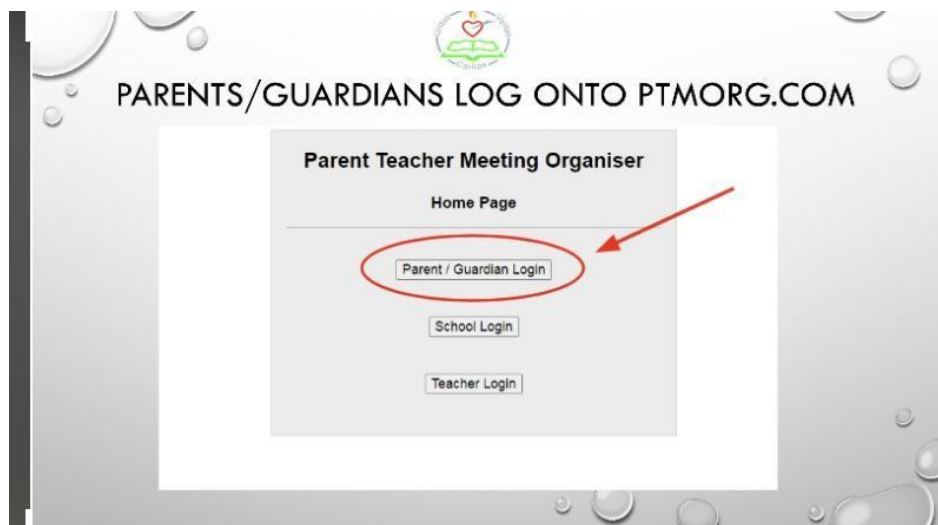 Caritas
PARENTS/GUARDIANS LOG ONTO PTMORG.COM
Parent Teacher Meeting Organiser
Home Page
Parent / Guardian Login
School Login
Teacher Login